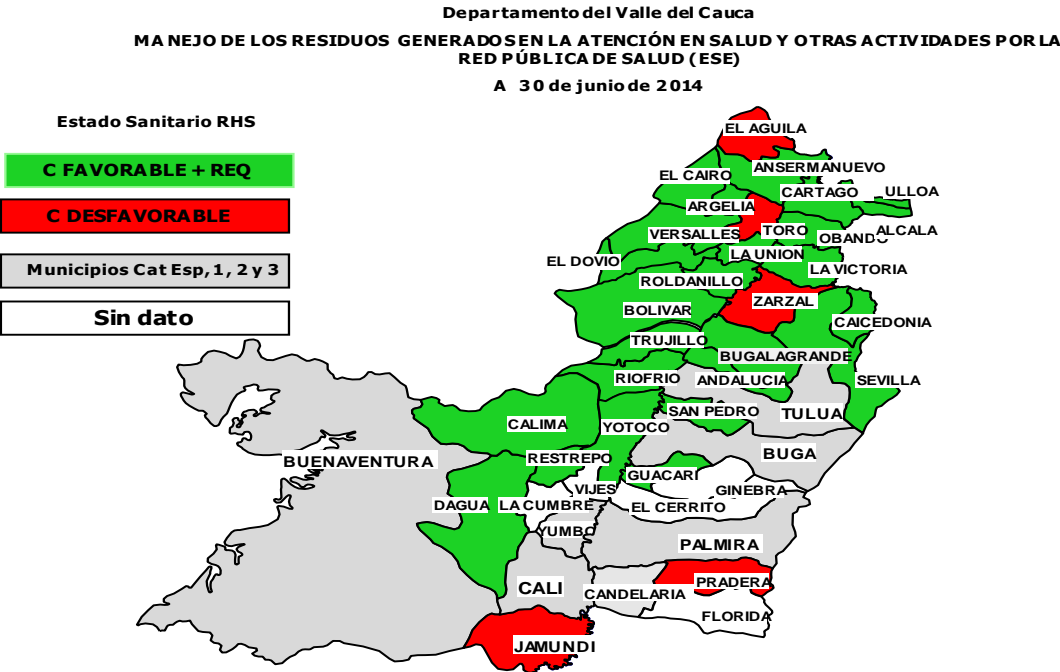 Departamento del Valle del Cauca
MANEJO DE LOS RESIDUOS GENERADOS EN LA ATENCIÓN EN SALUD Y OTRAS ACTIVIDADES POR LA
RED PÚBLICA DE SALUD (ESE)
A 30 de junio de 2014
Estado Sanitario RHS
C FAVORABLE + REQ
C DESFAVORABLE
Municipios Cat Esp, 1, 2 y 3
Sin dato
EL AGUILA
ANSERMANUEVO
EL CAIRO
CARTAGO
ULLOA
ARGELIA
VERSALLES
TORO
OBANDO
ALCALA
LA UNION
EL DOVIO
LA VICTORIA
ROLDANILLO
ZARZAL
BOLIVAR
CAICEDONIA
TRUJILLO
BUGALAGRANDE
RIOFRIO
ANDALUCIA
SEVILLA
SAN PEDRO
TULUA
CALIMA
YOTOCO
BUGA
RESTREPO
BUENAVENTURA
GUACARI
VIJES
GINEBRA
DAGUA
LA CUMBRE
EL CERRITO
YUMBO
PALMIRA
PRADERA
CALI
CANDELARIA
FLORIDA
JAMUNDI